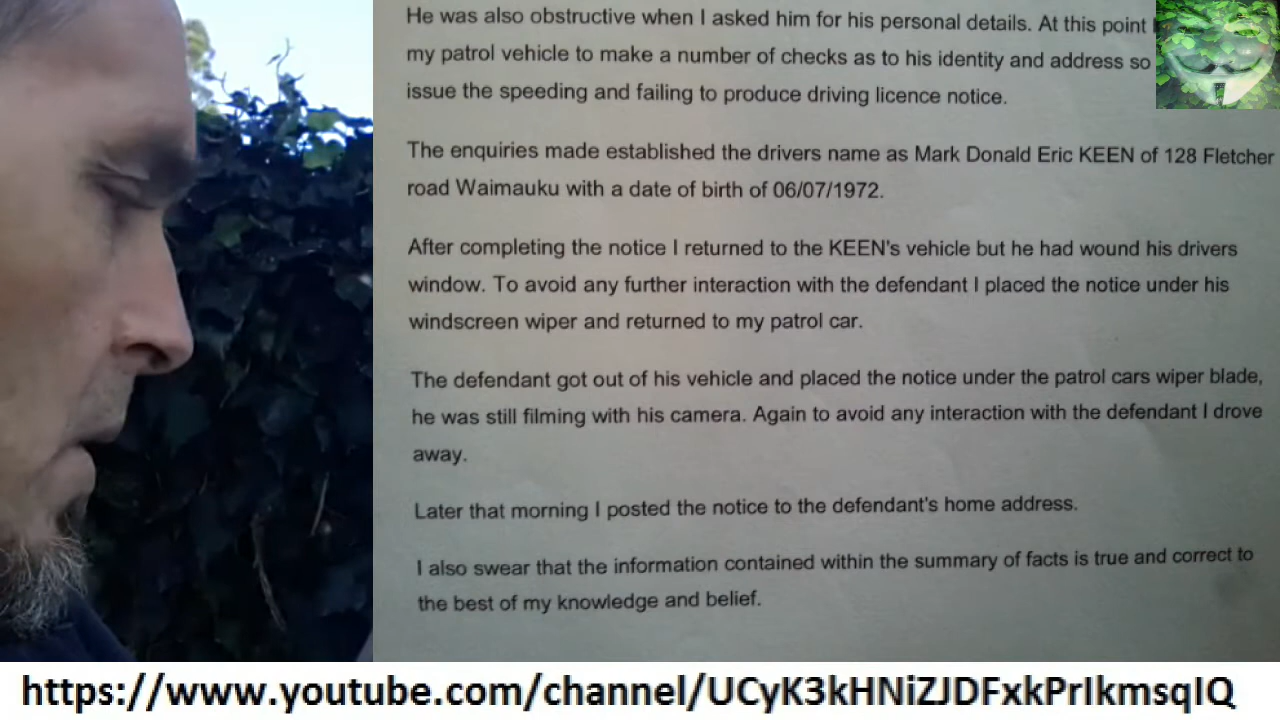 He was also obstructive when I asked him for his personal details. At this point
my patrol vehicle to make a number of checks as to his identity and address so
issue the speeding and failing to produce driving licence notice.
The enquiries made established the drivers name as Mark Donald Eric KEEN of 128 Fletcher
road Waimauku with a date of birth of 06/07/1972.
After completing the notice I returned to the KEEN's vehicle but he had wound his drivers
window. To avoid any further interaction with the defendant I placed the notice under his
windscreen wiper and returned to my patrol car.
The defendant got out of his vehicle and placed the notice under the patrol cars wiper blade,
he was still filming with his camera. Again to avoid any interaction with the defendant I drove
away.
Later that morning I posted the notice to the defendant's home address.
I also swear that the information contained within the summary of facts is true and correct to
the best of my knowledge and belief.
https://www.youtube.com/channel/UCyK3kHNiZJDFxkPrIkmsqIQ